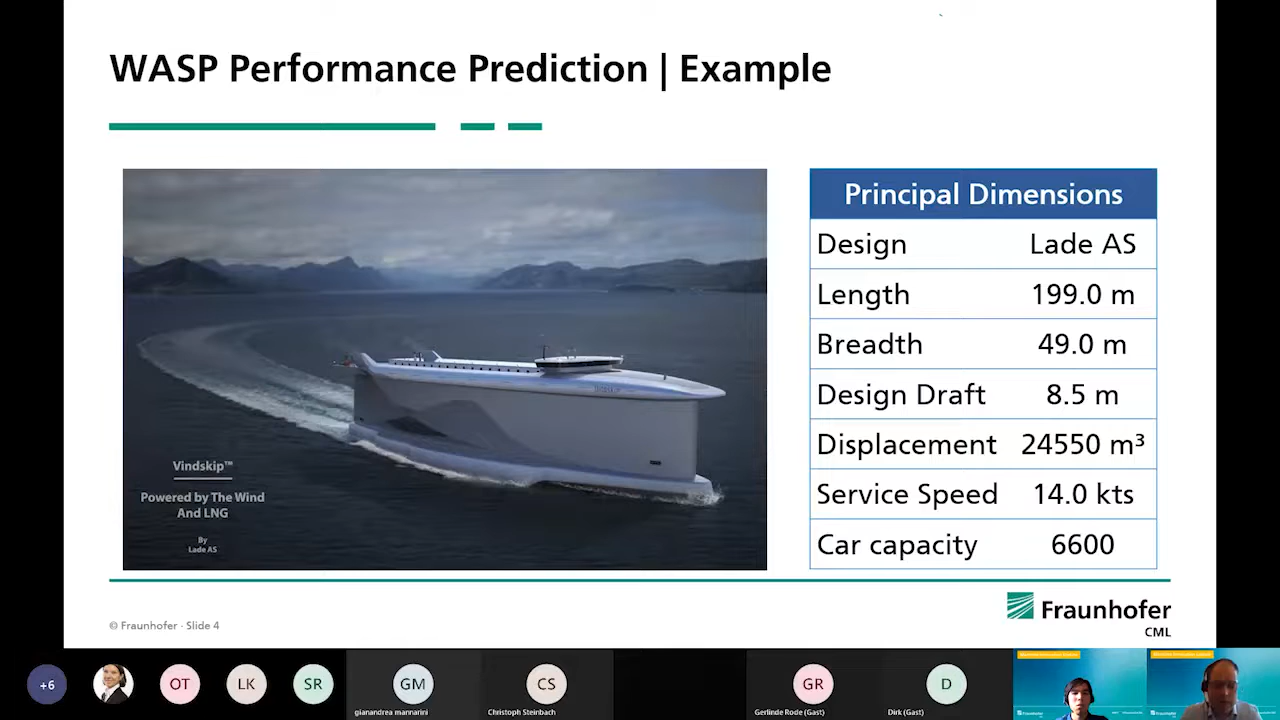 WASP Performance Prediction | Example
Vindskip™
Powered by The Wind
And LNG
By
Lade AS
Principal Dimensions
Design Lade AS
Length 199.0 m
Breadth 49.0 m
Design Draft 8.5 m
Displacement 24550 m³
Service Speed 14.0 kts
Car capacity 6600
© Fraunhofer · Slide 4
Fraunhofer
CML
+6
OT
LK
SR
GM
gianandrea mannarini
CS
Christoph Steinbach
GR
Gerlinde Rode (Gast)
D
Dirk (Gast)